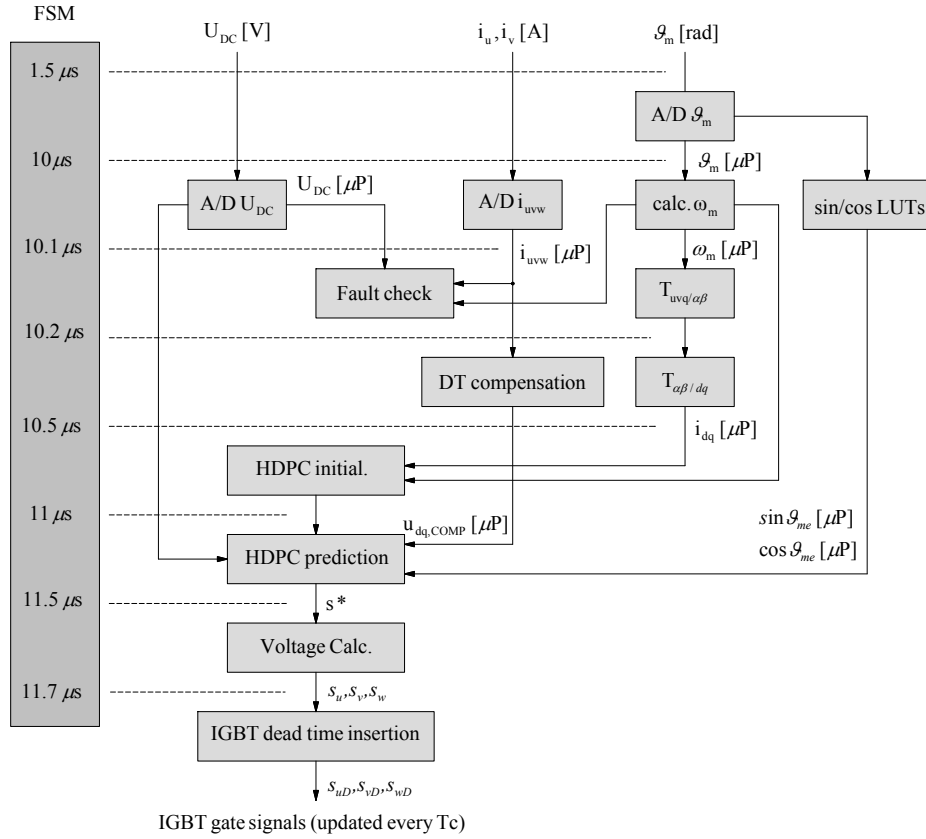 FSM
U_DC [V]
i_u, i_v [A]
𝜗_m [rad]
1.5 μs
A/D 𝜗_m
10 μs
𝜗_m [μP]
U_DC [μP]
A/D U_DC
A/D i_uvw
calc. ω_m
sin/cos LUTs
10.1 μs
i_uvw [μP]
ω_m [μP]
Fault check
T_uvq/αβ
10.2 μs
DT compensation
T_αβ/dq
10.5 μs
i_dq [μP]
HDPC initial.
11 μs
u_dq,COMP [μP]
sin 𝜗_me [μP]
cos 𝜗_me [μP]
HDPC prediction
11.5 μs
s*
Voltage Calc.
11.7 μs
s_u, s_v, s_w
IGBT dead time insertion
s_uD, s_vD, s_wD
IGBT gate signals (updated every Tc)